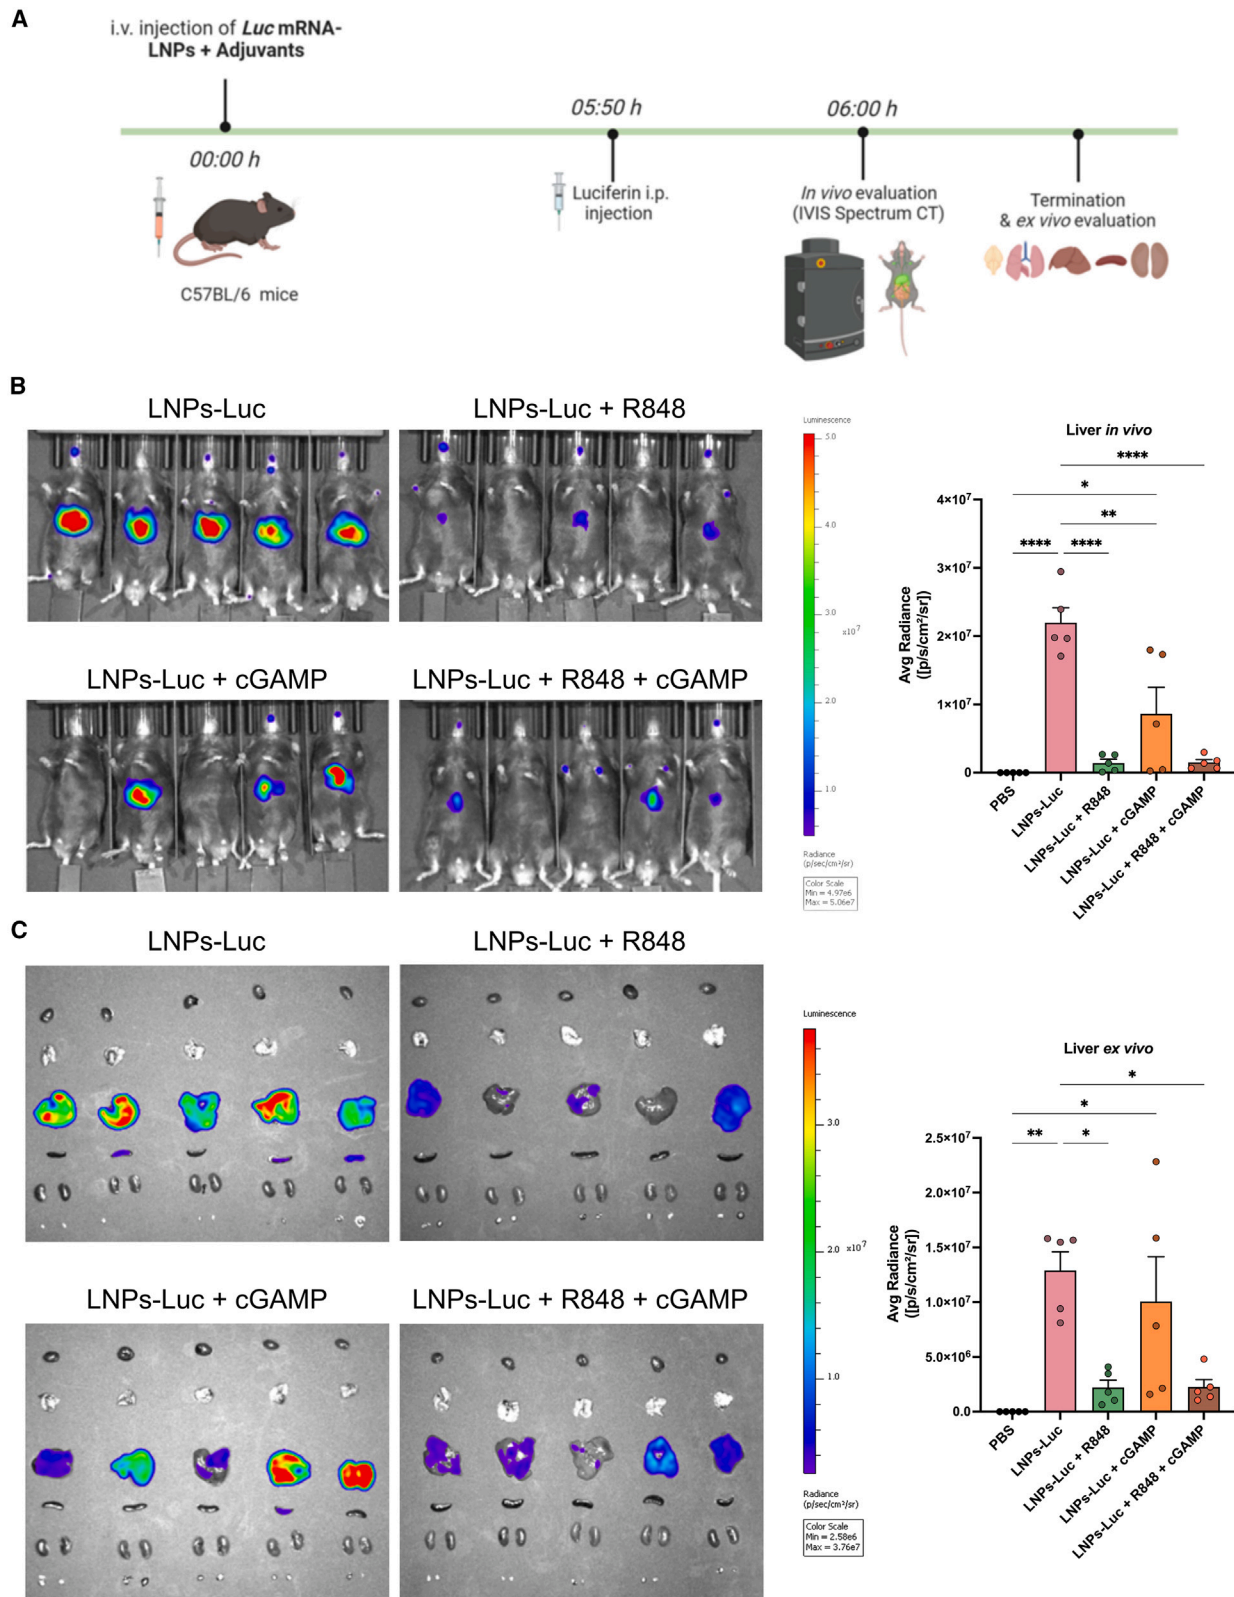 A
i.v. injection of Luc mRNA-
LNPs + Adjuvants
00:00 h
C57BL/6 mice
05:50 h
Luciferin i.p.
injection
06:00 h
In vivo evaluation
(IVIS Spectrum CT)
Termination
& ex vivo evaluation
B
LNPs-Luc
LNPs-Luc + R848
LNPs-Luc + cGAMP
LNPs-Luc + R848 + cGAMP
Luminescence
5.0
4.0
3.0
x10⁷
2.0
1.0
Radiance
(p/sec/cm²/sr)
Color Scale
Min = 4.97e6
Max = 5.06e7
Liver in vivo
****
*
**
**** ****
Avg Radiance
([p/s/cm²/sr])
4×10⁷
3×10⁷
2×10⁷
1×10⁷
0
PBS
LNPs-Luc
LNPs-Luc + R848
LNPs-Luc + cGAMP
LNPs-Luc + R848 + cGAMP
C
LNPs-Luc
LNPs-Luc + R848
LNPs-Luc + cGAMP
LNPs-Luc + R848 + cGAMP
Luminescence
3.0
2.0 x10⁷
1.0
Radiance
(p/sec/cm²/sr)
Color Scale
Min = 2.58e6
Max = 3.76e7
Liver ex vivo
*
*
** *
Avg Radiance
([p/s/cm²/sr])
2.5×10⁷
2.0×10⁷
1.5×10⁷
1.0×10⁷
5.0×10⁶
0.0
PBS
LNPs-Luc
LNPs-Luc + R848
LNPs-Luc + cGAMP
LNPs-Luc + R848 + cGAMP